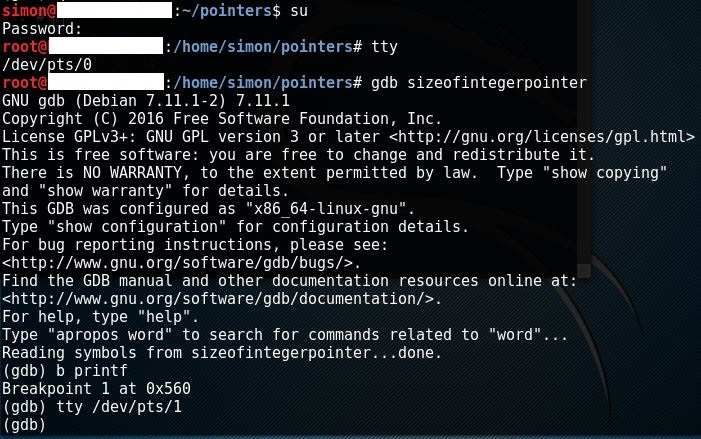 simon@:~/pointers$ su
Password:
root@:/home/simon/pointers# tty
/dev/pts/0
root@:/home/simon/pointers# gdb sizeofintegerpointer
GNU gdb (Debian 7.11.1-2) 7.11.1
Copyright (C) 2016 Free Software Foundation, Inc.
License GPLv3+: GNU GPL version 3 or later <http://gnu.org/licenses/gpl.html>
This is free software: you are free to change and redistribute it.
There is NO WARRANTY, to the extent permitted by law.  Type "show copying"
and "show warranty" for details.
This GDB was configured as "x86_64-linux-gnu".
Type "show configuration" for configuration details.
For bug reporting instructions, please see:
<http://www.gnu.org/software/gdb/bugs/>.
Find the GDB manual and other documentation resources online at:
<http://www.gnu.org/software/gdb/documentation/>.
For help, type "help".
Type "apropos word" to search for commands related to "word"...
Reading symbols from sizeofintegerpointer...done.
(gdb) b printf
Breakpoint 1 at 0x560
(gdb) tty /dev/pts/1
(gdb)